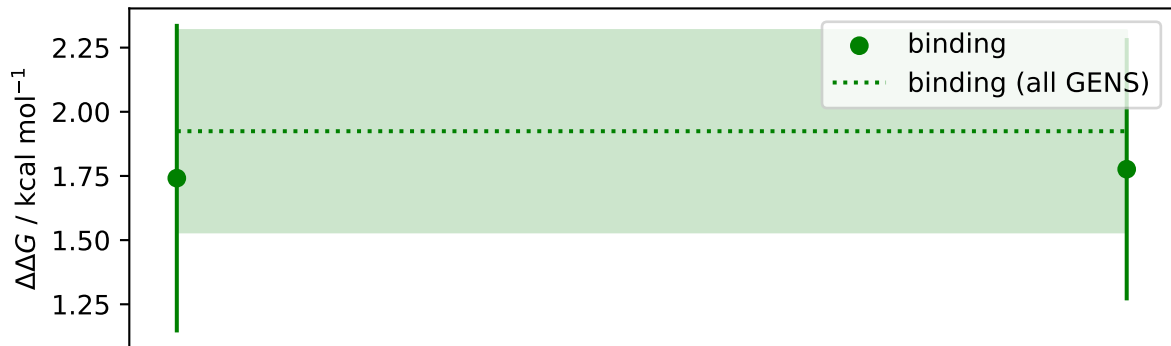 2.25
2.00
1.75
1.50
1.25
ΔΔG / kcal mol⁻¹
binding
binding (all GENS)